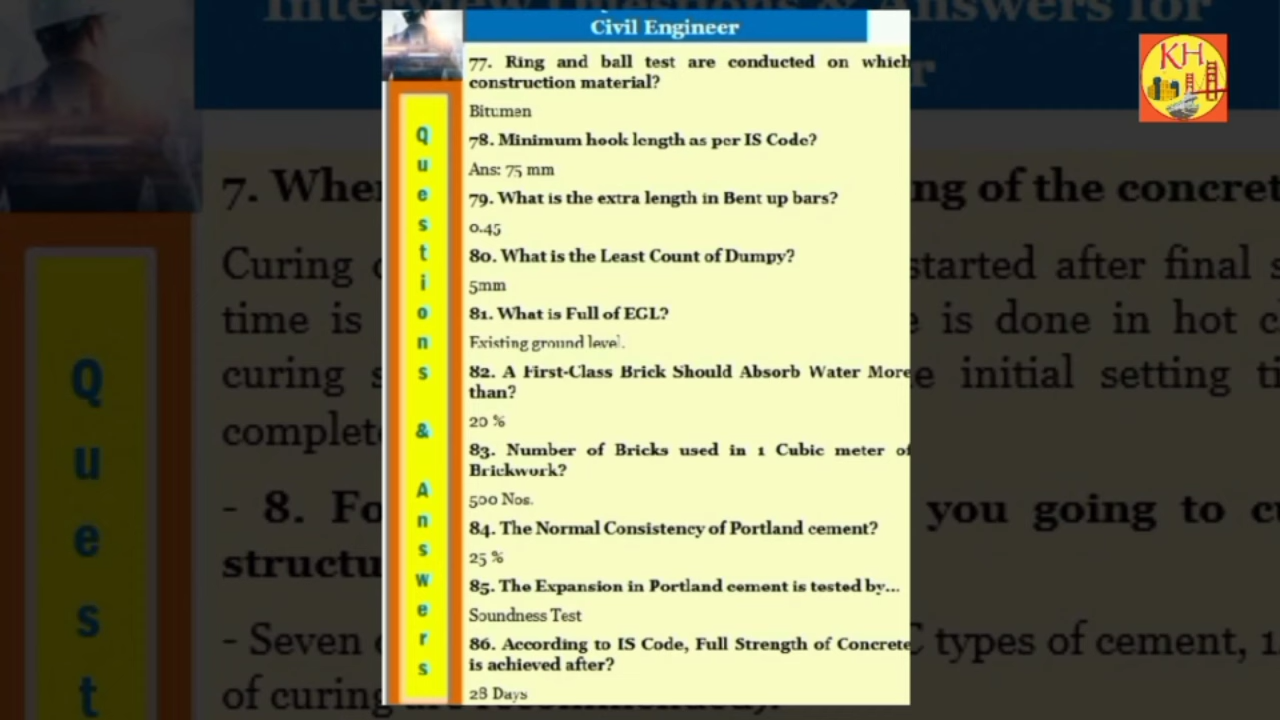 Interview Questions & Answers for
Civil Engineer
KH
77. Ring and ball test are conducted on which
construction material?
Bitumen
78. Minimum hook length as per IS Code?
Ans: 75 mm
79. What is the extra length in Bent up bars?
0.45
80. What is the Least Count of Dumpy?
5mm
81. What is Full of EGL?
Existing ground level.
82. A First-Class Brick Should Absorb Water More
than?
20 %
83. Number of Bricks used in 1 Cubic meter of
Brickwork?
500 Nos.
84. The Normal Consistency of Portland cement?
25 %
85. The Expansion in Portland cement is tested by...
Soundness Test
86. According to IS Code, Full Strength of Concrete
is achieved after?
28 Days
Questions & Answers
7. ng of the concret
Curing started after final
time is is done in hot
curing initial setting
- 8. you going to
- Seven types of cement,
of curing
Q
u
e
s
t